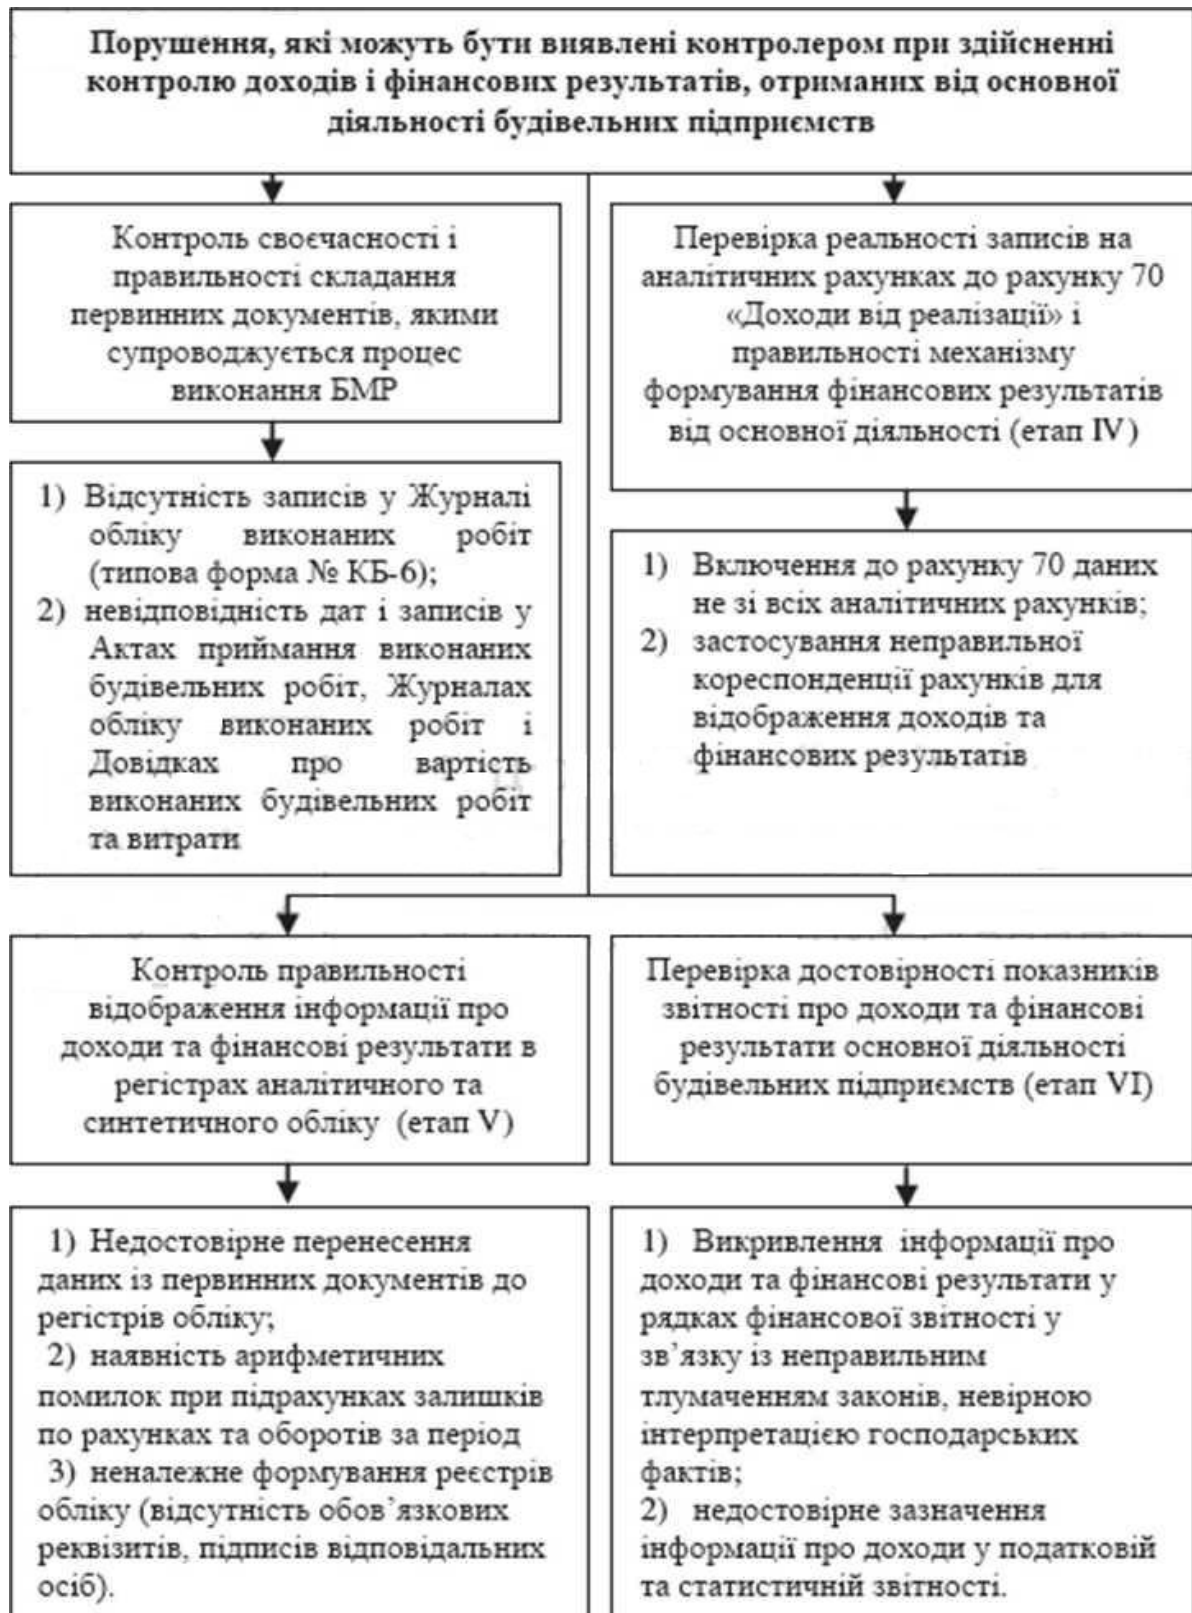 Порушення, які можуть бути виявлені контролером при здійсненні
контролю доходів і фінансових результатів, отриманих від основної
діяльності будівельних підприємств
Контроль своєчасності і
правильності складання
первинних документів, якими
супроводжується процес
виконання БМР
Перевірка реальності записів на
аналітичних рахунках до рахунку 70
«Доходи від реалізації» і
правильності механізму
формування фінансових результатів
від основної діяльності (етап IV)
1) Відсутність записів у Журналі
обліку виконаних робіт
(типова форма № КБ-6);
2) невідповідність дат і записів у
Актах приймання виконаних
будівельних робіт, Журналах
обліку виконаних робіт і
Довідках про вартість
виконаних будівельних робіт
та витрати
1) Включення до рахунку 70 даних
не зі всіх аналітичних рахунків;
2) застосування неправильної
кореспонденції рахунків для
відображення доходів та
фінансових результатів
Контроль правильності
відображення інформації про
доходи та фінансові результати в
регістрах аналітичного та
синтетичного обліку (етап V)
Перевірка достовірності показників
звітності про доходи та фінансові
результати основної діяльності
будівельних підприємств (етап VI)
1) Недостовірне перенесення
даних із первинних документів до
регістрів обліку;
2) наявність арифметичних
помилок при підрахунках залишків
по рахунках та оборотів за період
3) неналежне формування реєстрів
обліку (відсутність обов’язкових
реквізитів, підписів відповідальних
осіб).
1) Викривлення інформації про
доходи та фінансові результати у
рядках фінансової звітності у
зв’язку із неправильним
тлумаченням законів, невірною
інтерпретацією господарських
фактів;
2) недостовірне зазначення
інформації про доходи у податковій
та статистичній звітності.